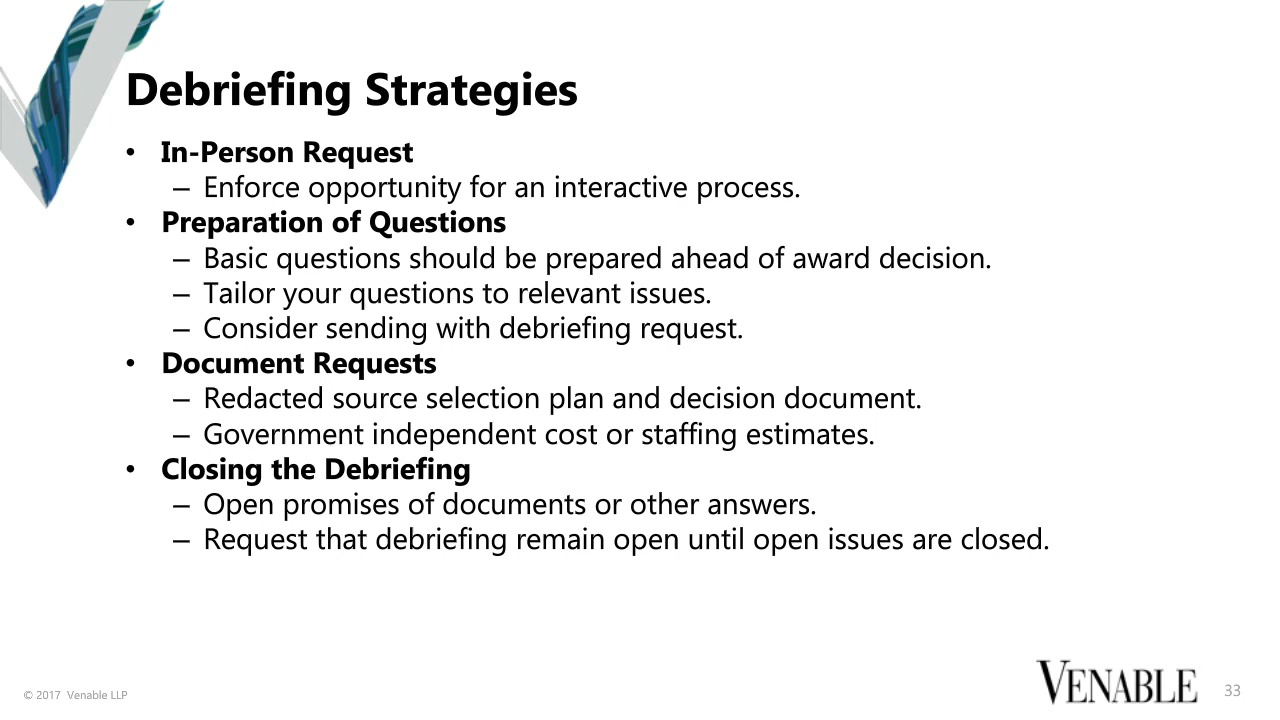 Debriefing Strategies
• In-Person Request
– Enforce opportunity for an interactive process.
• Preparation of Questions
– Basic questions should be prepared ahead of award decision.
– Tailor your questions to relevant issues.
– Consider sending with debriefing request.
• Document Requests
– Redacted source selection plan and decision document.
– Government independent cost or staffing estimates.
• Closing the Debriefing
– Open promises of documents or other answers.
– Request that debriefing remain open until open issues are closed.
© 2017 Venable LLP
VENABLE
33